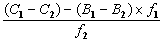 (C₁ − C₂) − (B₁ − B₂) x f₁
f₂